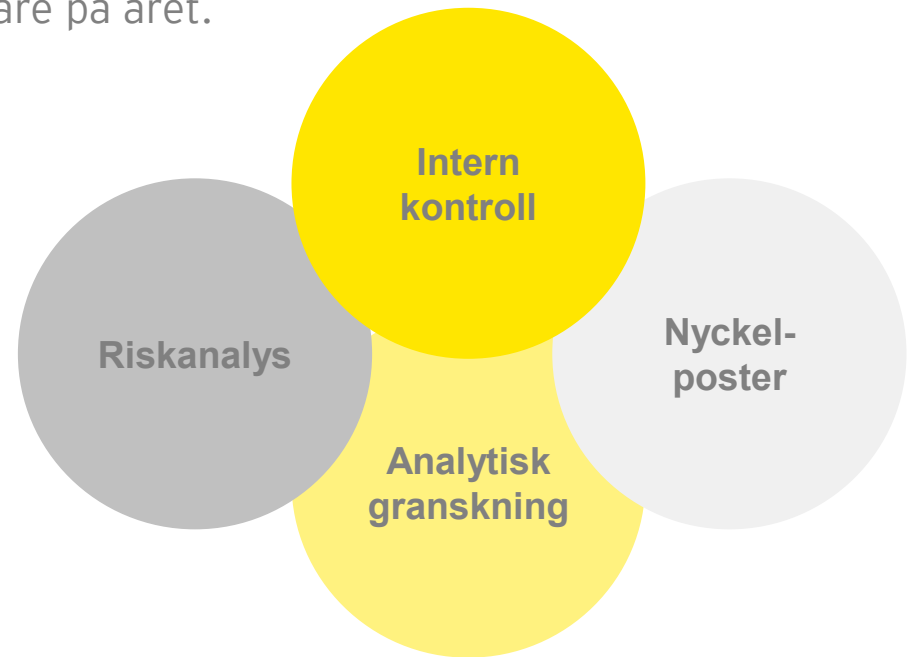 are på året.
Intern
kontroll
Riskanalys
Nyckel-
poster
Analytisk
granskning